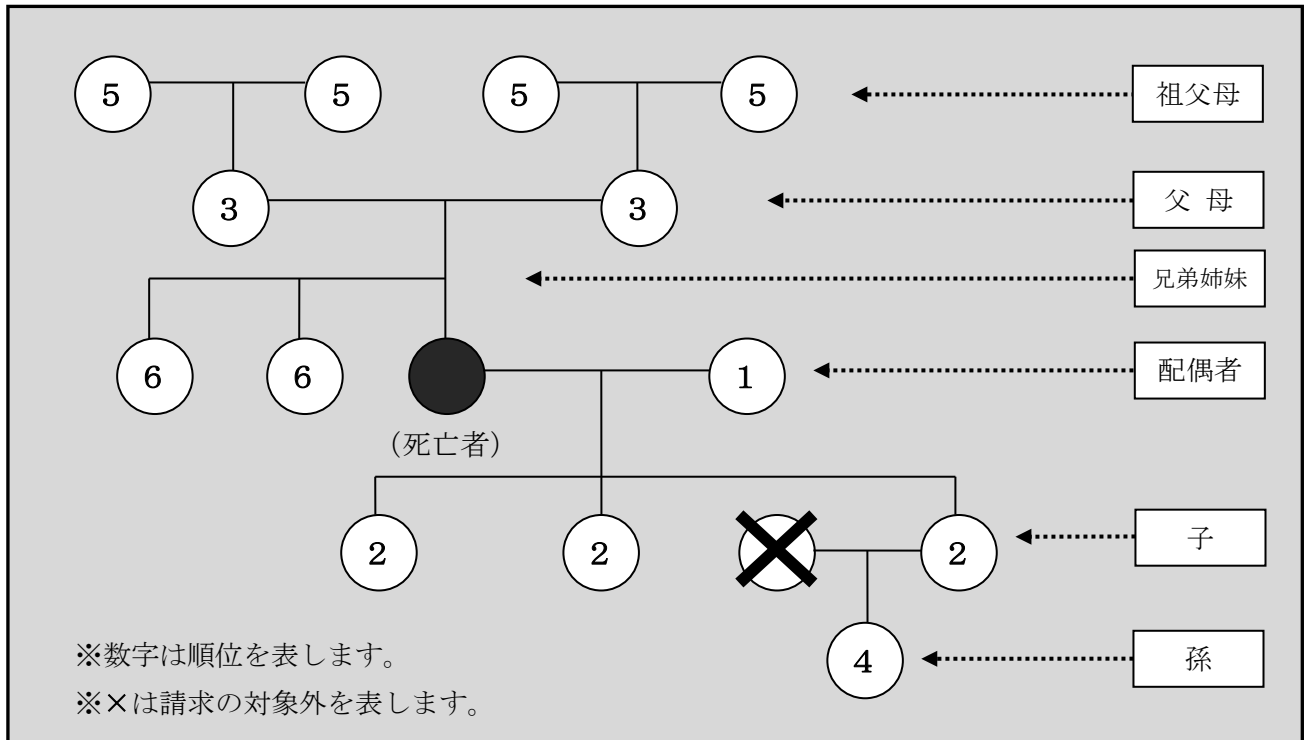 5 5 5 5 祖父母
3 3 父 母
兄弟姉妹
6 6 1 配偶者
(死亡者)
2 2 2 子
4 孫
※数字は順位を表します。
※×は請求の対象外を表します。